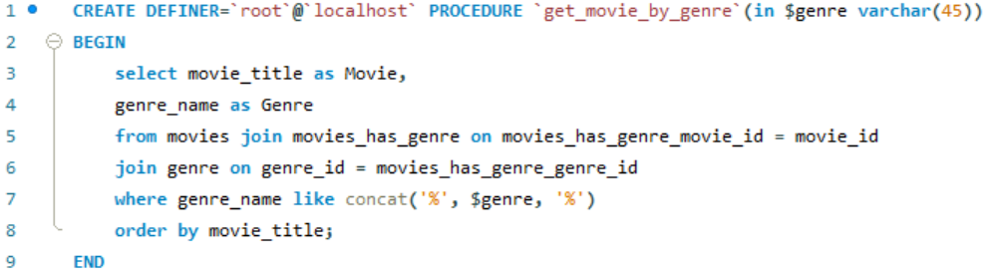 1 CREATE DEFINER=`root`@`localhost` PROCEDURE `get_movie_by_genre`(in $genre varchar(45))
2 BEGIN
3 select movie_title as Movie,
4 genre_name as Genre
5 from movies join movies_has_genre on movies_has_genre_movie_id = movie_id
6 join genre on genre_id = movies_has_genre_genre_id
7 where genre_name like concat('%', $genre, '%')
8 order by movie_title;
9 END